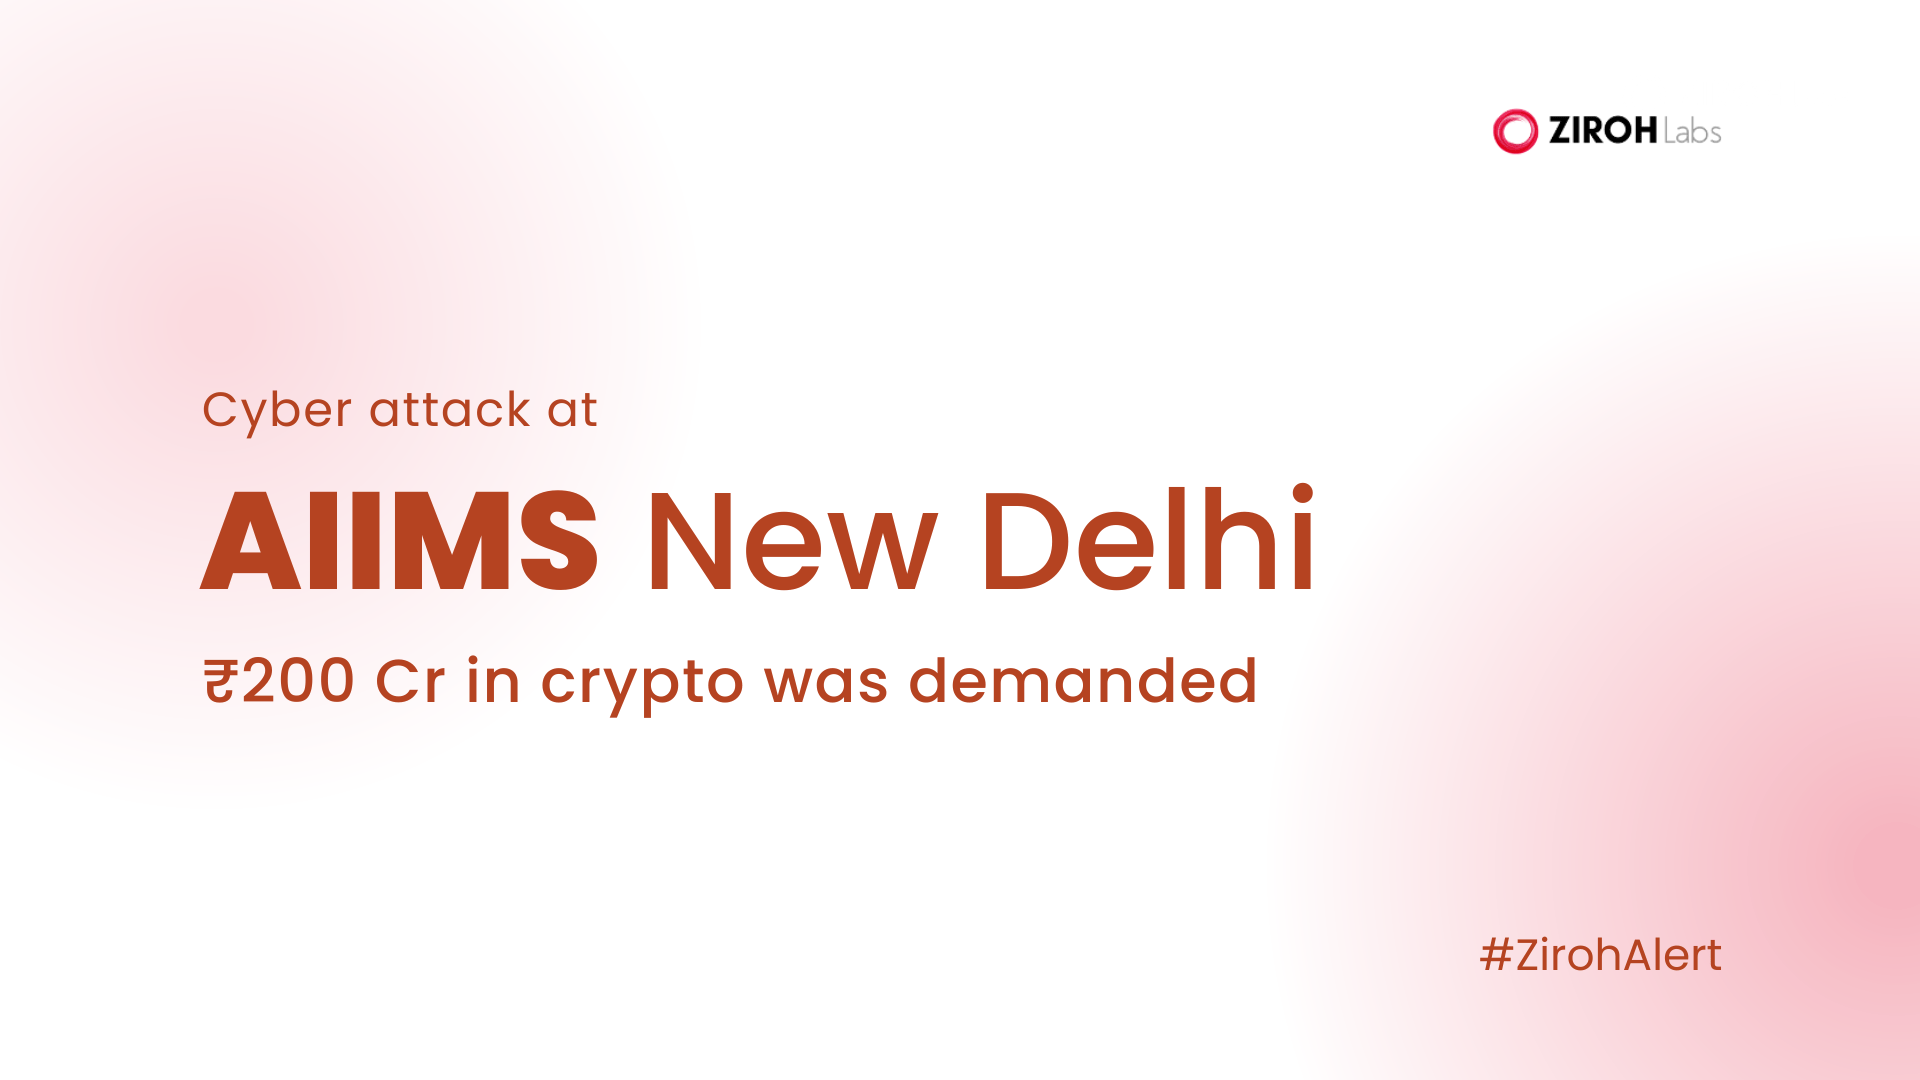 ZIROH Labs
Cyber attack at
AIIMS New Delhi
₹200 Cr in crypto was demanded
#ZirohAlert